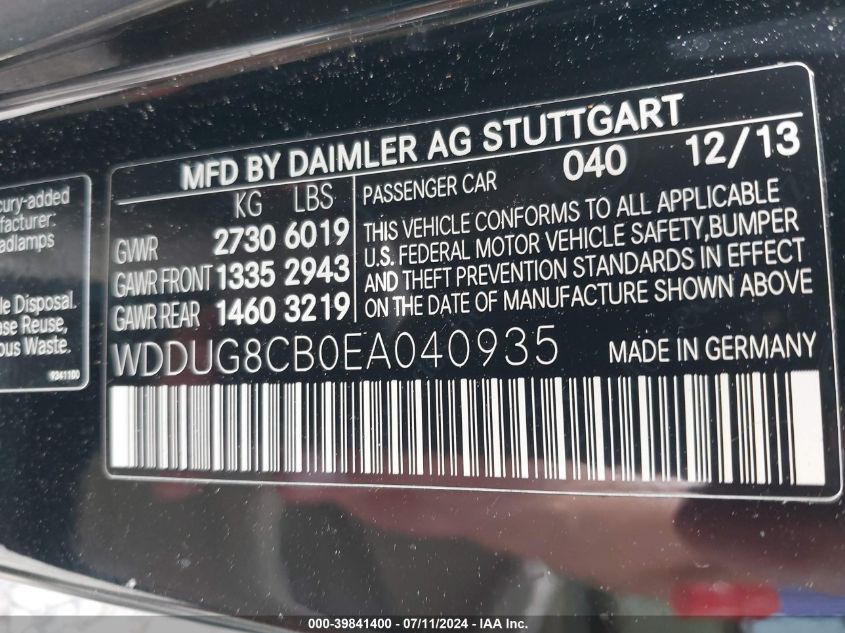 cury-added
adlamps
le Disposal.
ous Waste.
9341100
MFD BY DAIMLER AG STUTTGART
040 12/13
KG LBS
GVWR 2730 6019
GAWR FRONT 1335 2943
GAWR REAR 1460 3219
PASSENGER CAR
THIS VEHICLE CONFORMS TO ALL APPLICABLE
U.S. FEDERAL MOTOR VEHICLE SAFETY,BUMPER
AND THEFT PREVENTION STANDARDS IN EFFECT
ON THE DATE OF MANUFACTURE SHOWN ABOVE
WDDUG8CB0EA040935
MADE IN GERMANY
000-39841400 / 07/11/2024 - IAA Inc.